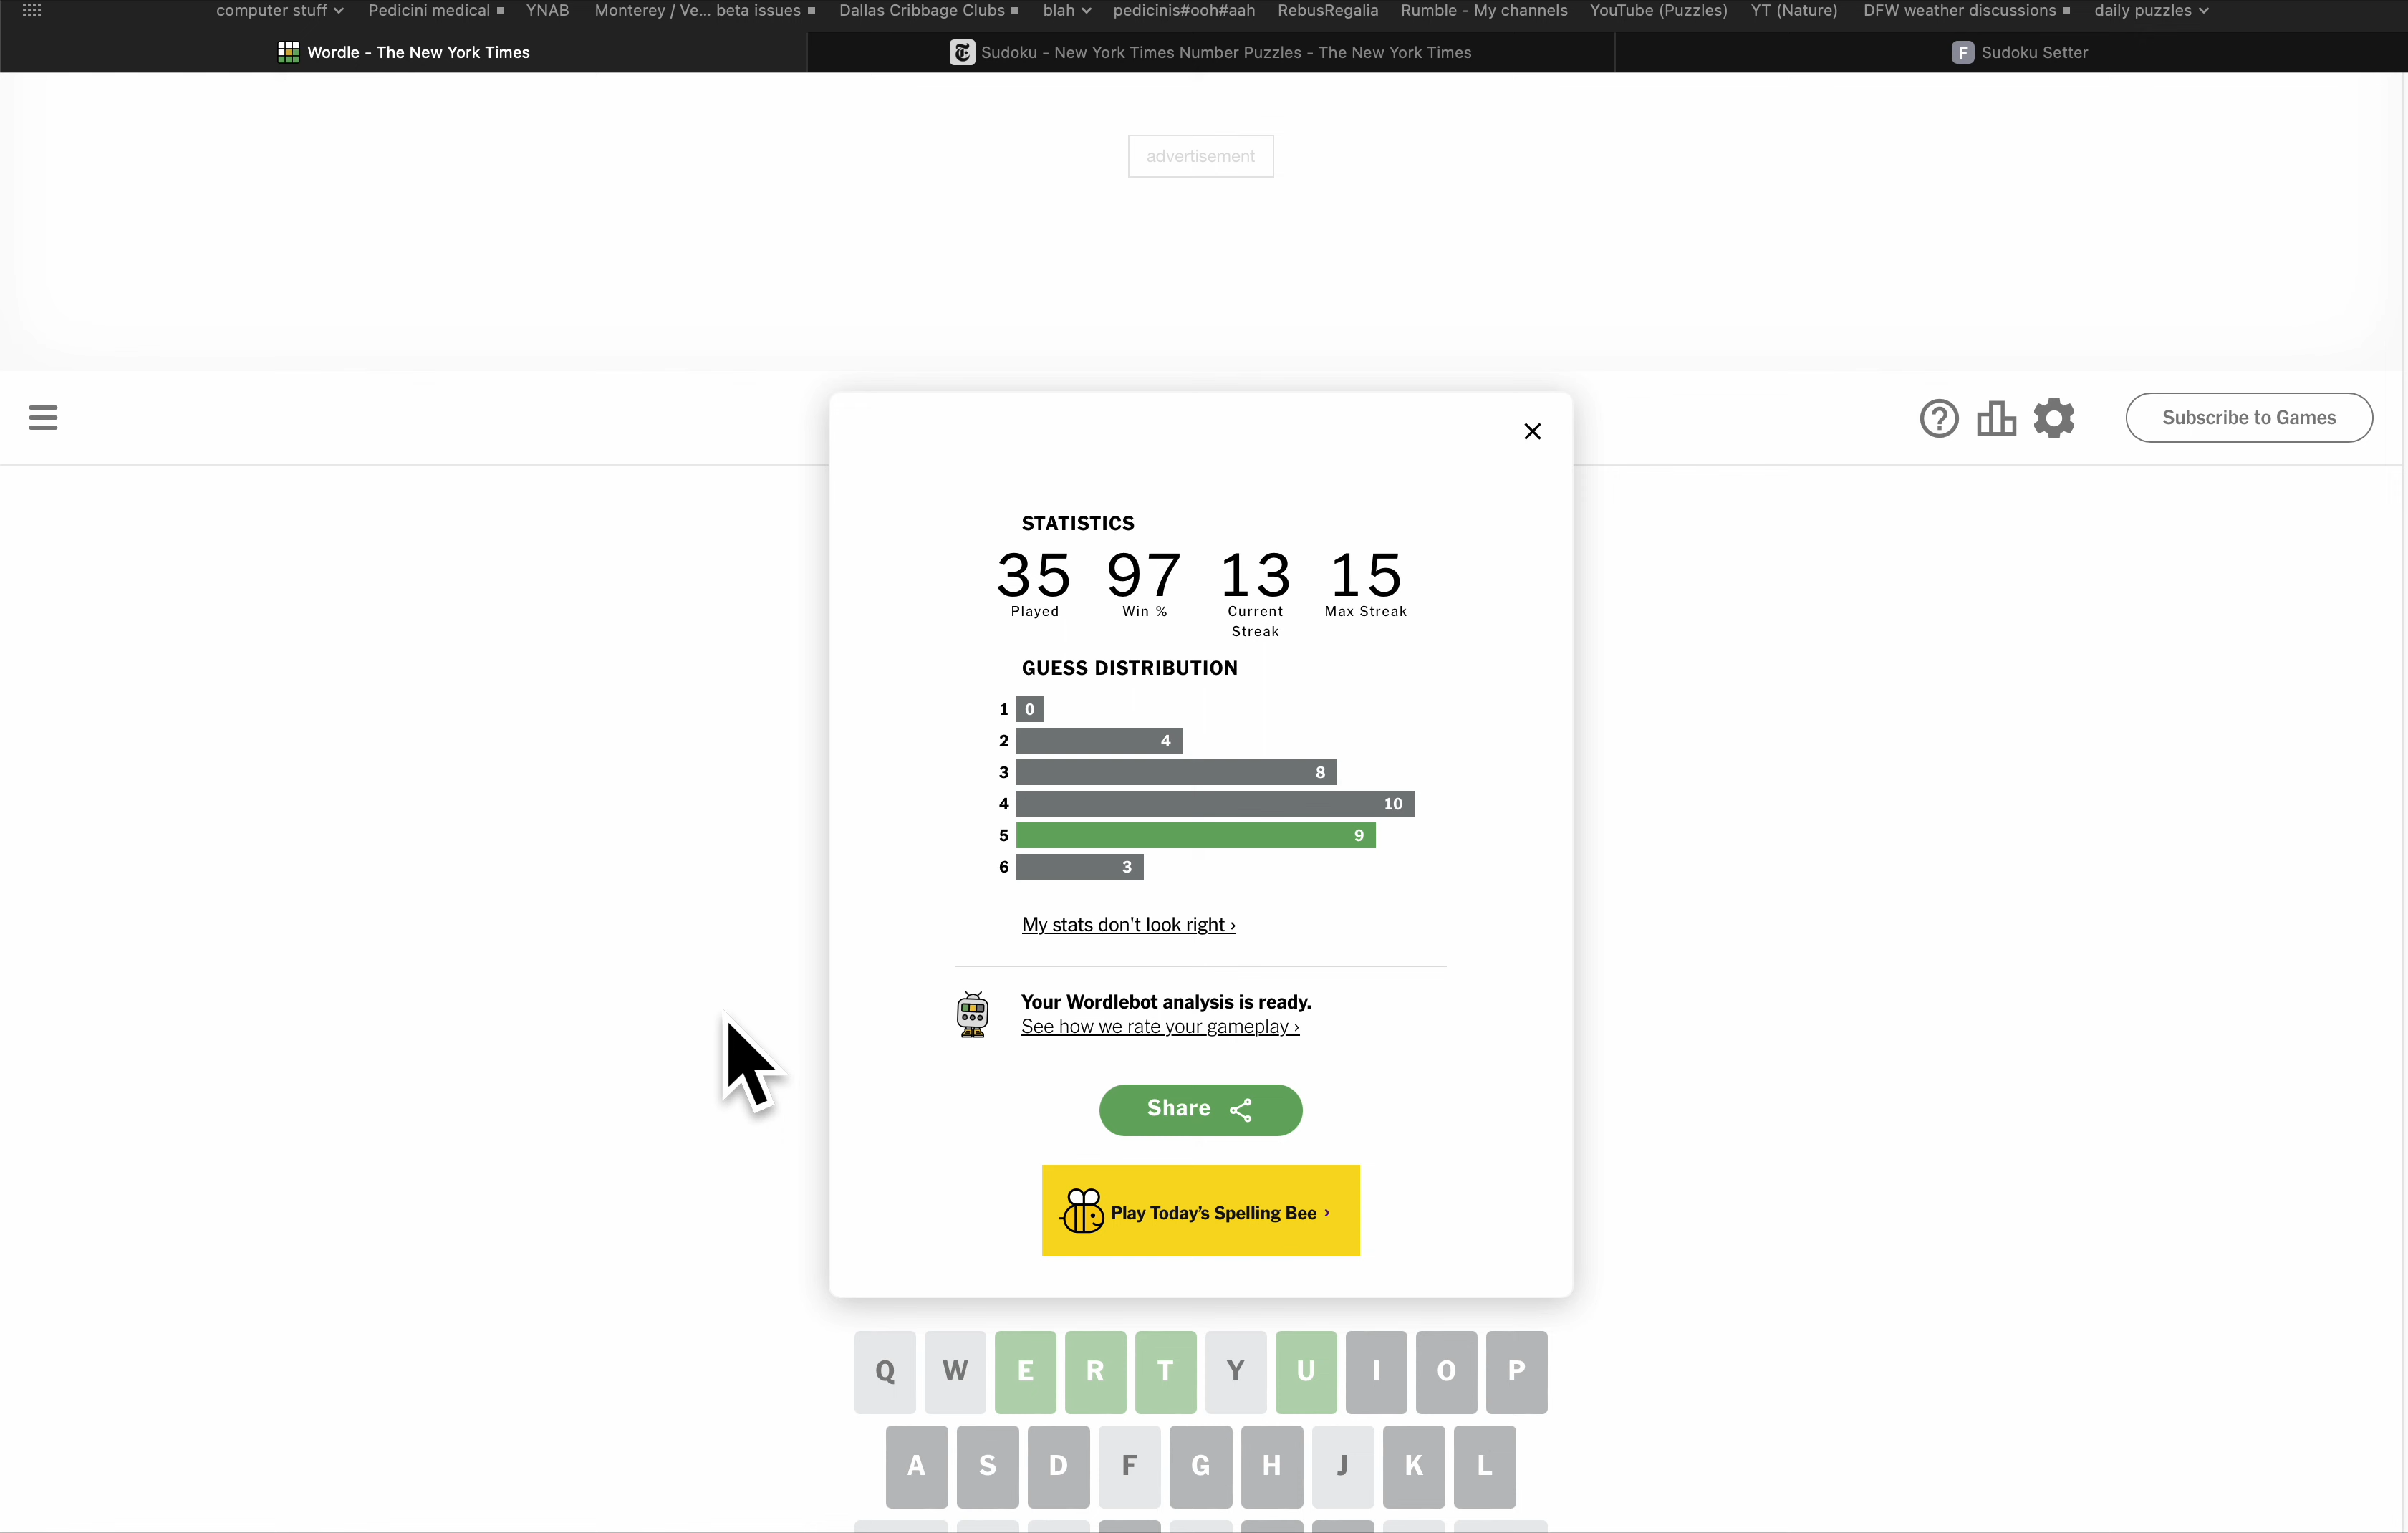 computer stuff Pedicini medical YNAB Monterey / Ve... beta issues Dallas Cribbage Clubs blah pedicinis#ooh#aah RebusRegalia Rumble - My channels YouTube (Puzzles) YT (Nature) DFW weather discussions daily puzzles
Wordle - The New York Times Sudoku - New York Times Number Puzzles - The New York Times F Sudoku Setter
advertisement
Subscribe to Games
STATISTICS
35 97 13 15
Played Win % Current Max Streak
Streak
GUESS DISTRIBUTION
1 0
2 4
3 8
4 10
5 9
6 3
My stats don't look right ›
Your Wordlebot analysis is ready.
See how we rate your gameplay ›
Share
Play Today's Spelling Bee ›
Q W E R T Y U I O P
A S D F G H J K L